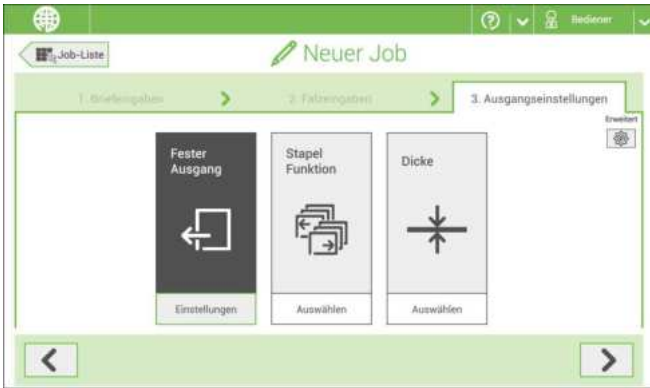 Bediener
Job-Liste
Neuer Job
1. Briefeingaben
2. Falzeingaben
3. Ausgangseinstellungen
Erweitert
Fester
Ausgang
Einstellungen
Stapel
Funktion
Auswählen
Dicke
Auswählen